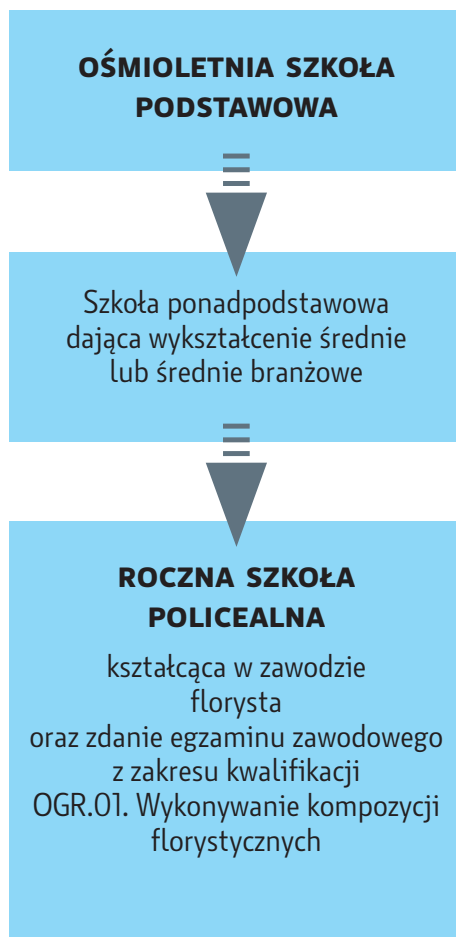 OŚMIOLETNIA SZKOŁA
PODSTAWOWA
Szkoła ponadpodstawowa
dająca wykształcenie średnie
lub średnie branżowe
ROCZNA SZKOŁA
POLICEALNA
kształcąca w zawodzie
florysta
oraz zdanie egzaminu zawodowego
z zakresu kwalifikacji
OGR.01. Wykonywanie kompozycji
florystycznych